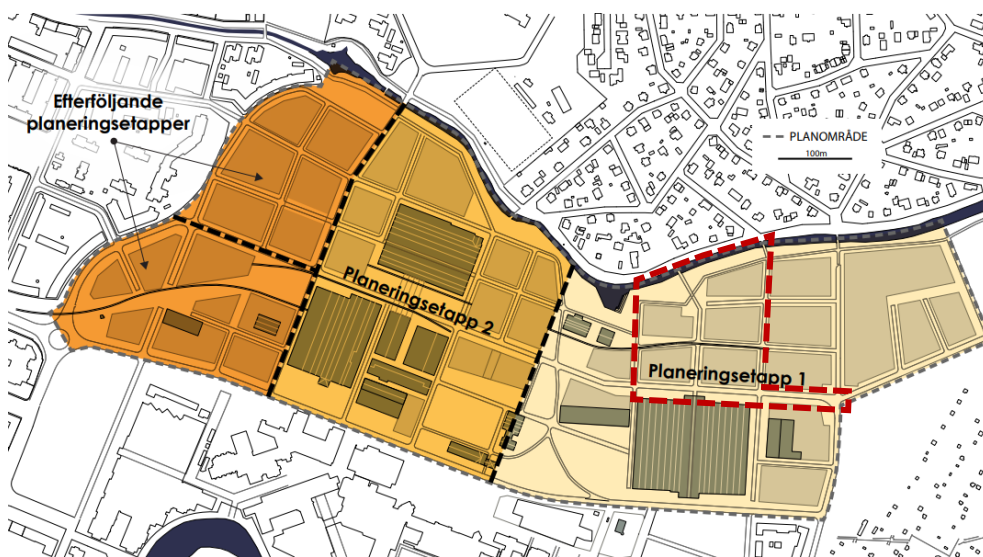 Efterföljande
planeringsetapper
PLANOMRÅDE
100m
Planeringsetapp 2
Planeringsetapp 1